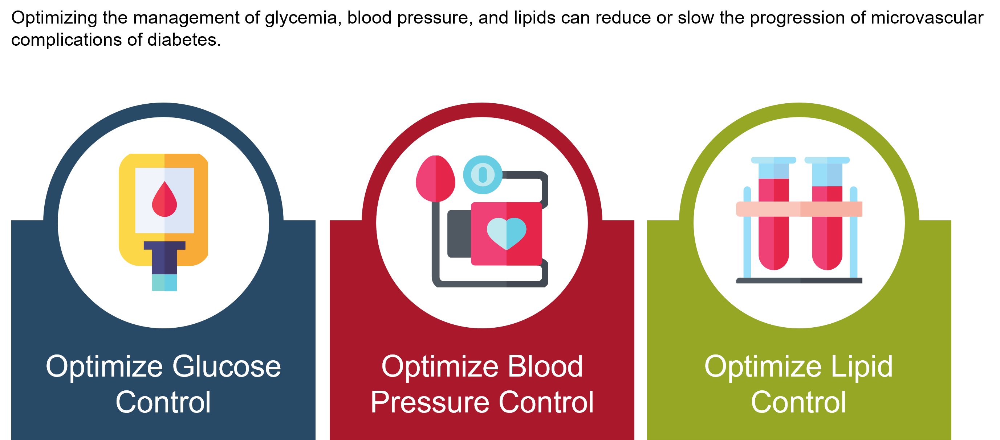 Optimizing the management of glycemia, blood pressure, and lipids can reduce or slow the progression of microvascular
complications of diabetes.
Optimize Glucose
Control
Optimize Blood
Pressure Control
Optimize Lipid
Control